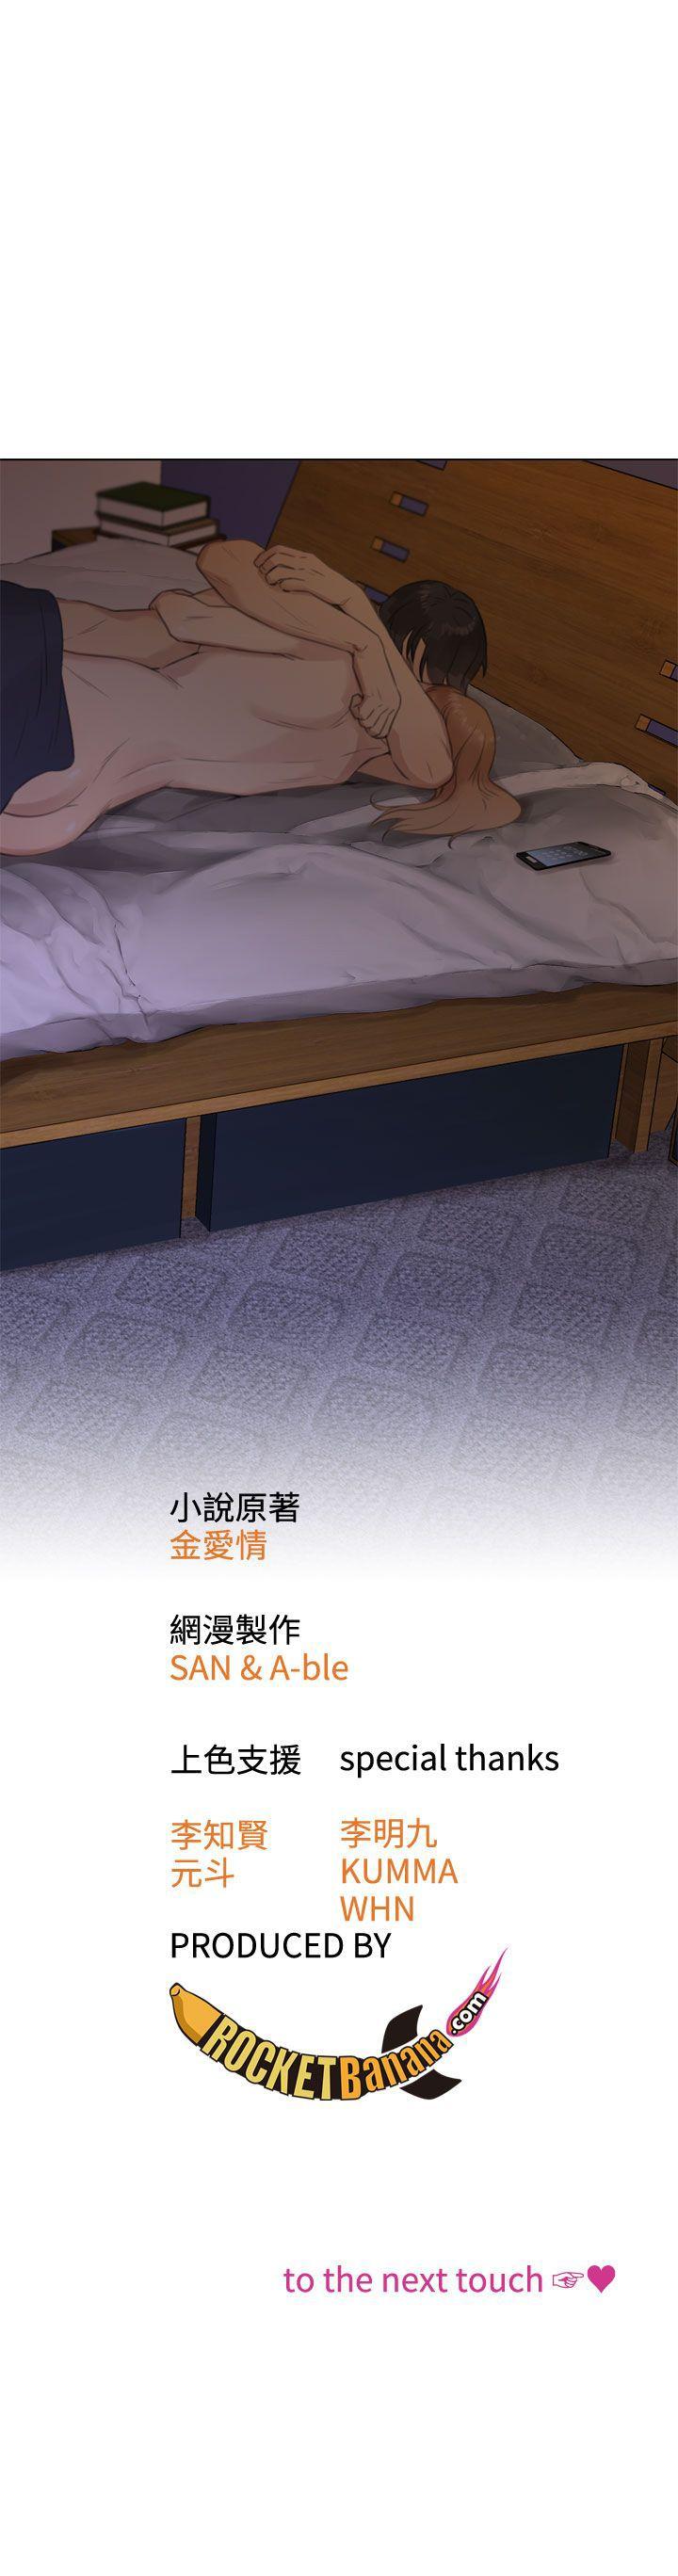 小說原著
金愛情
網漫製作
SAN & A-ble
上色支援
李知賢
元斗
special thanks
李明九
KUMMA
WHN
PRODUCED BY
ROCKETBanana.com
to the next touch ☞♥